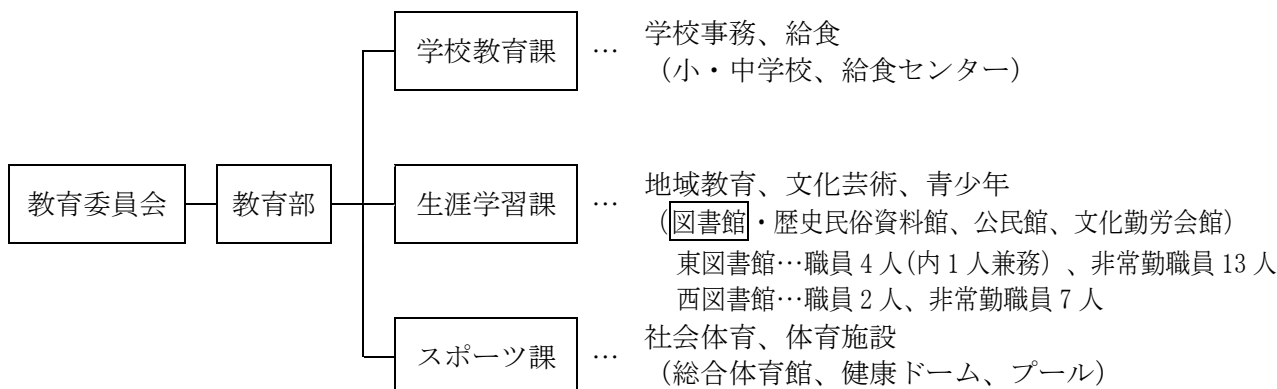 学校教育課 … 学校事務、給食
(小・中学校、給食センター)
教育委員会 教育部 生涯学習課 … 地域教育、文化芸術、青少年
(図書館・歴史民俗資料館、公民館、文化勤労会館)
東図書館…職員 4 人(内 1 人兼務) 、非常勤職員 13 人
西図書館…職員 2 人、非常勤職員 7 人
スポーツ課 … 社会体育、体育施設
(総合体育館、健康ドーム、プール)